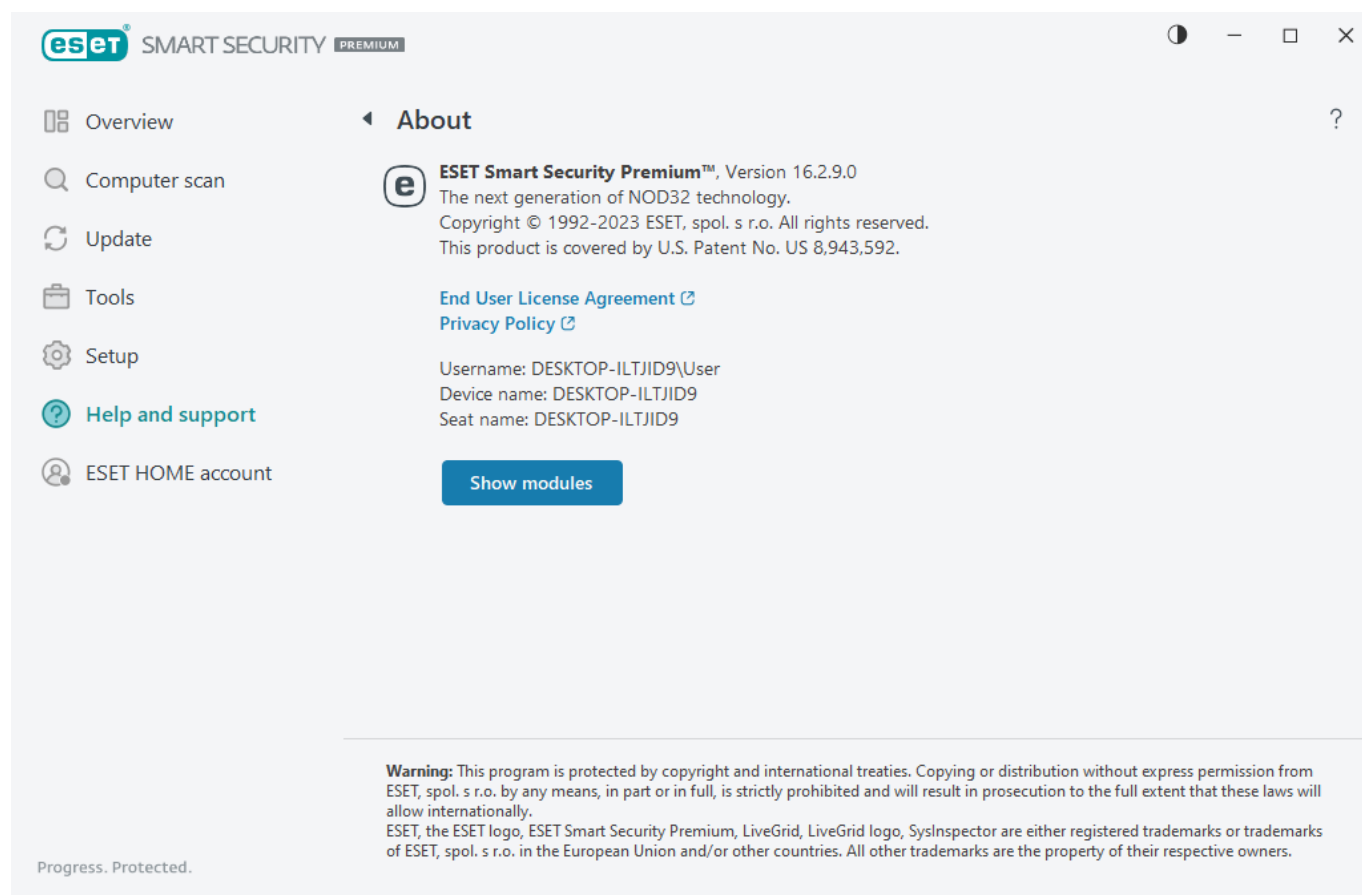 eset® SMART SECURITY PREMIUM
Overview
Computer scan
Update
Tools
Setup
Help and support
ESET HOME account
About
?
e
ESET Smart Security Premium™, Version 16.2.9.0
The next generation of NOD32 technology.
Copyright © 1992-2023 ESET, spol. s r.o. All rights reserved.
This product is covered by U.S. Patent No. US 8,943,592.
End User License Agreement
Privacy Policy
Username: DESKTOP-ILTJID9\User
Device name: DESKTOP-ILTJID9
Seat name: DESKTOP-ILTJID9
Show modules
Warning: This program is protected by copyright and international treaties. Copying or distribution without express permission from
ESET, spol. s r.o. by any means, in part or in full, is strictly prohibited and will result in prosecution to the full extent that these laws will
allow internationally.
ESET, the ESET logo, ESET Smart Security Premium, LiveGrid, LiveGrid logo, SysInspector are either registered trademarks or trademarks
of ESET, spol. s r.o. in the European Union and/or other countries. All other trademarks are the property of their respective owners.
Progress. Protected.